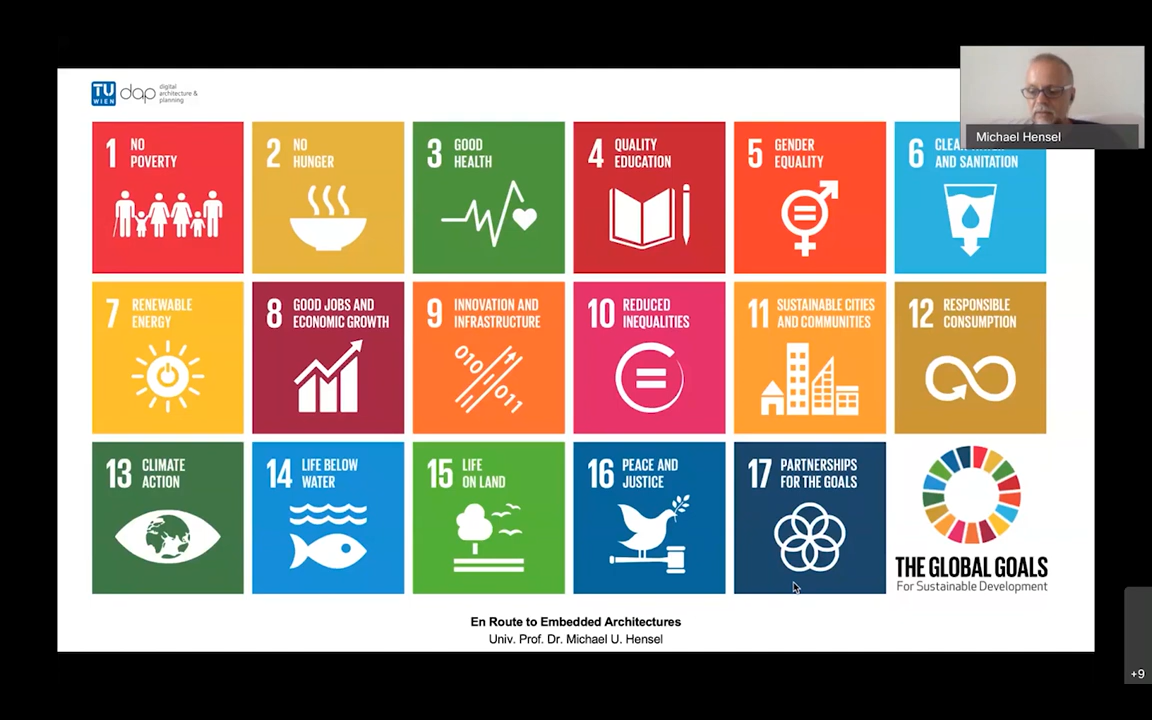 TU
WIEN
dap
digital
architecture &
planning
Michael Hensel
1 NO
POVERTY
2 NO
HUNGER
3 GOOD
HEALTH
4 QUALITY
EDUCATION
5 GENDER
EQUALITY
6
AND SANITATION
7 RENEWABLE
ENERGY
8 GOOD JOBS AND
ECONOMIC GROWTH
9 INNOVATION AND
INFRASTRUCTURE
010
011
10 REDUCED
INEQUALITIES
11 SUSTAINABLE CITIES
AND COMMUNITIES
12 RESPONSIBLE
CONSUMPTION
13 CLIMATE
ACTION
14 LIFE BELOW
WATER
15 LIFE
ON LAND
16 PEACE AND
JUSTICE
17 PARTNERSHIPS
FOR THE GOALS
THE GLOBAL GOALS
For Sustainable Development
En Route to Embedded Architectures
Univ. Prof. Dr. Michael U. Hensel
+9